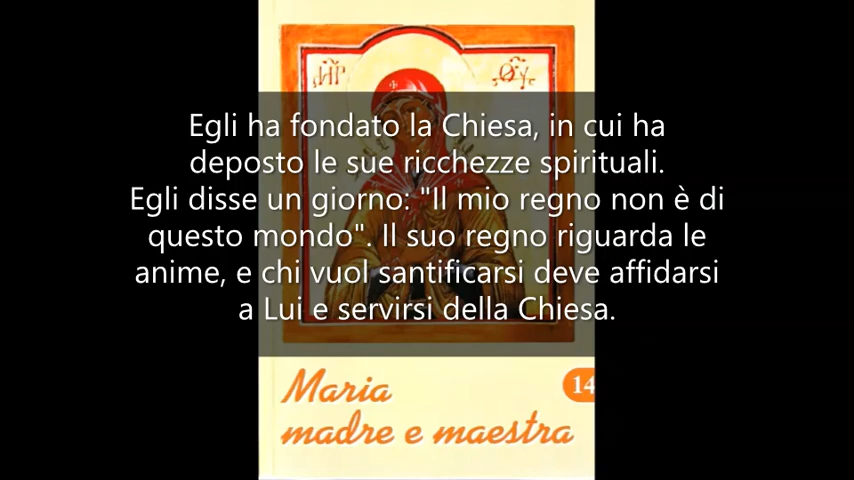 ΜΡ
ΘΥ
Egli ha fondato la Chiesa, in cui ha
deposto le sue ricchezze spirituali.
Egli disse un giorno: "Il mio regno non è di
questo mondo". Il suo regno riguarda le
anime, e chi vuol santificarsi deve affidarsi
a Lui e servirsi della Chiesa.
Maria
14
madre e maestra